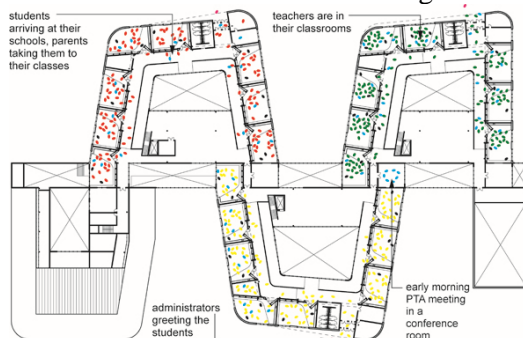 students
arriving at their
schools, parents
taking them to
their classes
teachers are in
their classrooms
administrators
greeting the
students
early morning
PTA meeting
in a
conference
room